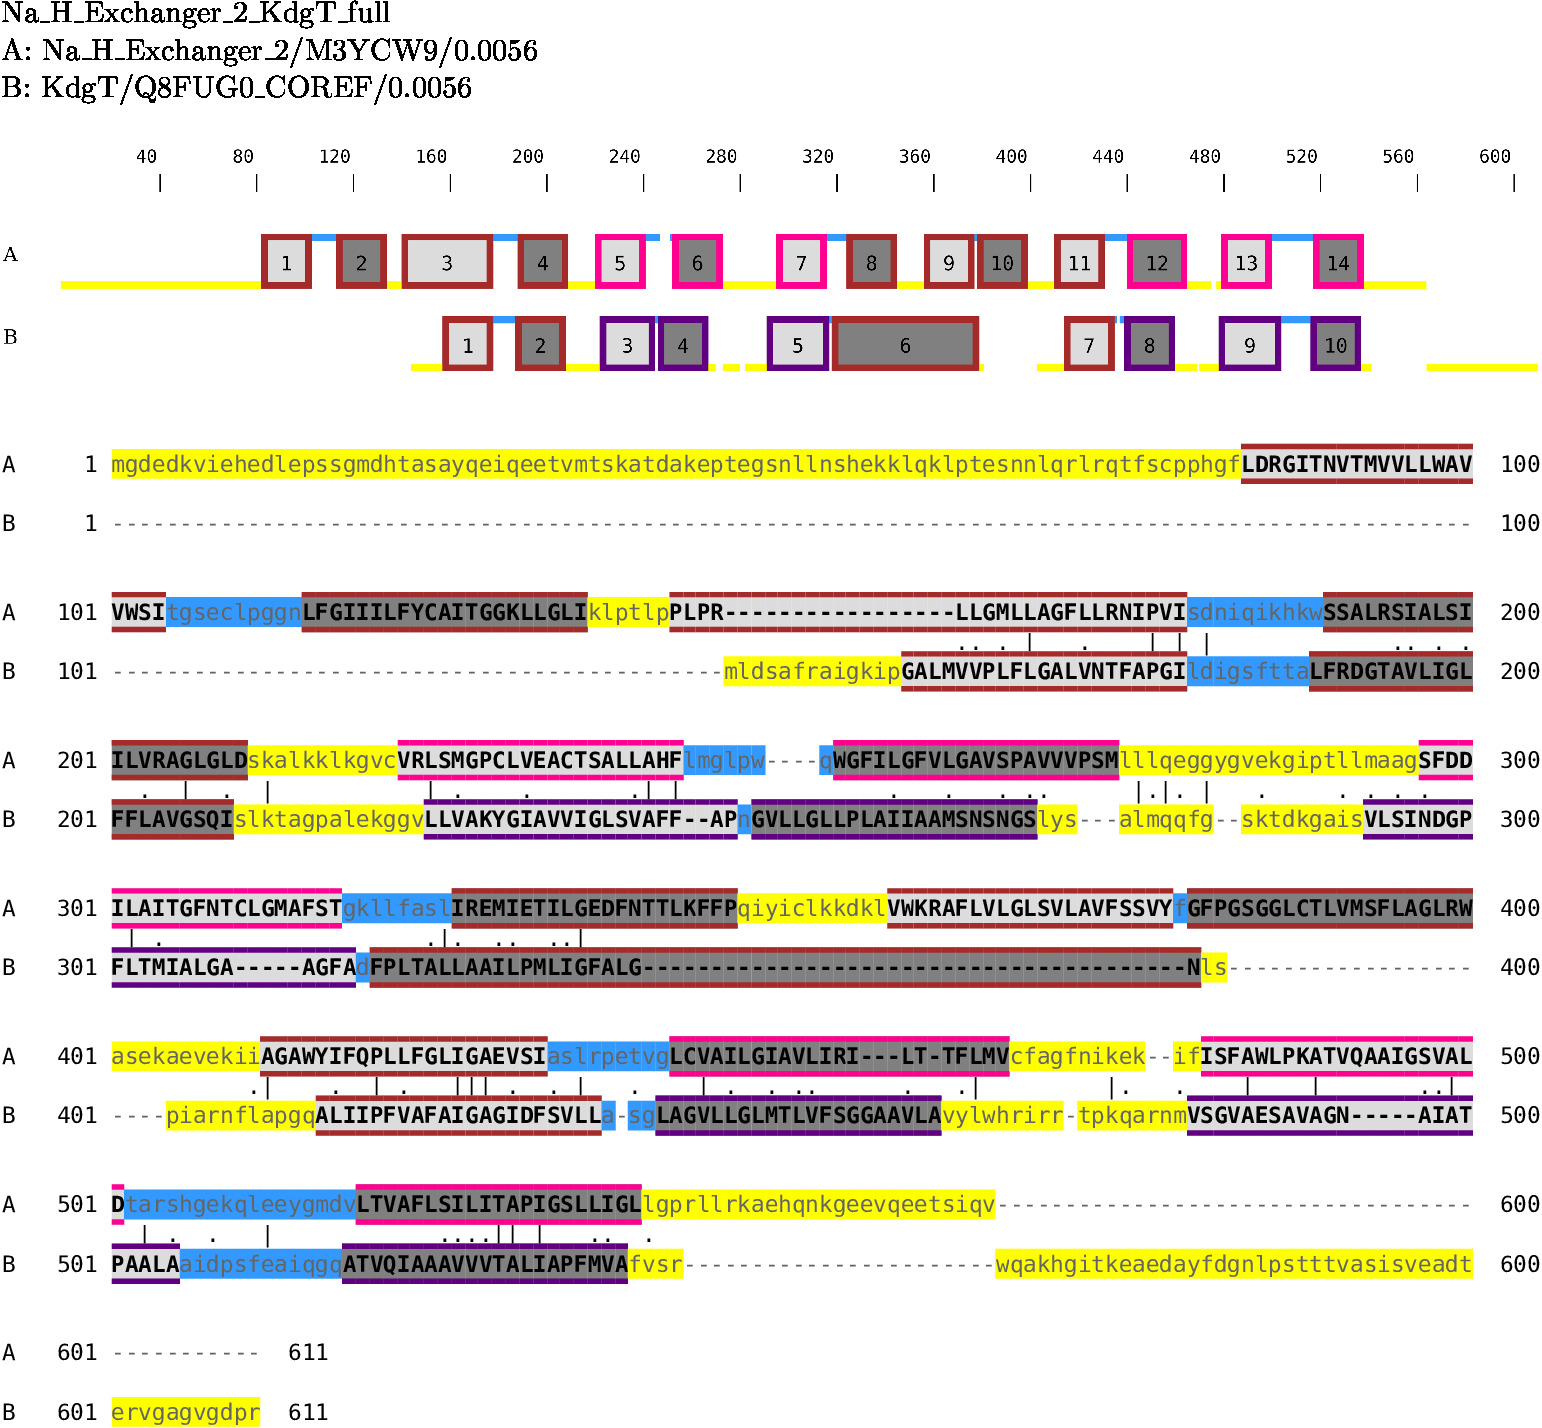 Na_H_Exchanger_2_KdgT_full
A: Na_H_Exchanger_2/M3YCW9/0.0056
B: KdgT/Q8FUG0_COREF/0.0056
40 80 120 160 200 240 280 320 360 400 440 480 520 560 600
A 1 2 3 4 5 6 7 8 9 10 11 12 13 14
B 1 2 3 4 5 6 7 8 9 10
A 1 mgdedkviehedlepssgmdhtasayqeiqeetvmtskatdakeptegsnllnshekklqklptesnnlqrlrqtfscpphgfLDRGITNVTMVVLLWAV 100
B 1 ---------------------------------------------------------------------------------------------------- 100
A 101 VWSItgseclpggnLFGIIILFYCAITGGKLLGLIklptlpPLPR-----------------LLGMLLAGFLLRNIPVIsdniqikhkwSSALRSIALSI 200
B 101 ---------------------------------------------mldsafraigkipGALMVVPLFLGALVNTFAPGIldigsfttaLFRDGTAVLIGL 200
A 201 ILVRAGLGLDskalkklkgvcVRLSMGPCLVEACTSALLAHFlmglpw----qWGFILGFVLGAVSPAVVVPSMlllqeggygvekgiptllmaagSFDD 300
B 201 FFLAVGSQIslktagpalekggvLLVAKYGIAVVIGLSVAFF--APnGVLLGLLPLAIIAAMSNSNGSlys---almqqfg--sktdkgaisVLSINDGP 300
A 301 ILAITGFNTCLGMAFSTgkllfaslIREMIETILGEDFNTTLKFFPqiyiclkkdklVWKRAFLVLGLSVLAVFSSVYfGFPGSGGLCTLVMSFLAGLRW 400
B 301 FLTMIALGA-----AGFAdFPLTALLAAILPMLIGFALG----------------------------------------Nls------------------ 400
A 401 asekaevekiiAGAWYIFQPLLFGLIGAEVSIaslrpetvgLCVAILGIAVLIRI---LT-TFLMVcfagfnikek--ifISFAWLPKATVQAAIGSVAL 500
B 401 ----piarnflapgqALIIPFVAFAIGAGIDFSVLLa-sgLAGVLLGLMTLVFSGGAAVLAvylwhrirr-tpkqarnmVSGVAESAVAGN-----AIAT 500
A 501 DtarshgekqleeygmdvLTVAFLSILITAPIGSLLIGLlgprllrkaehqnkgeevqeetsiqv----------------------------------- 600
B 501 PAALAaidpsfeaiqgqATVQIAAAVVVTALIAPFMVAfvsr-----------------------wqakhgitkeaedayfdgnlpstttvasisveadt 600
A 601 ----------- 611
B 601 ervgagvgdpr 611